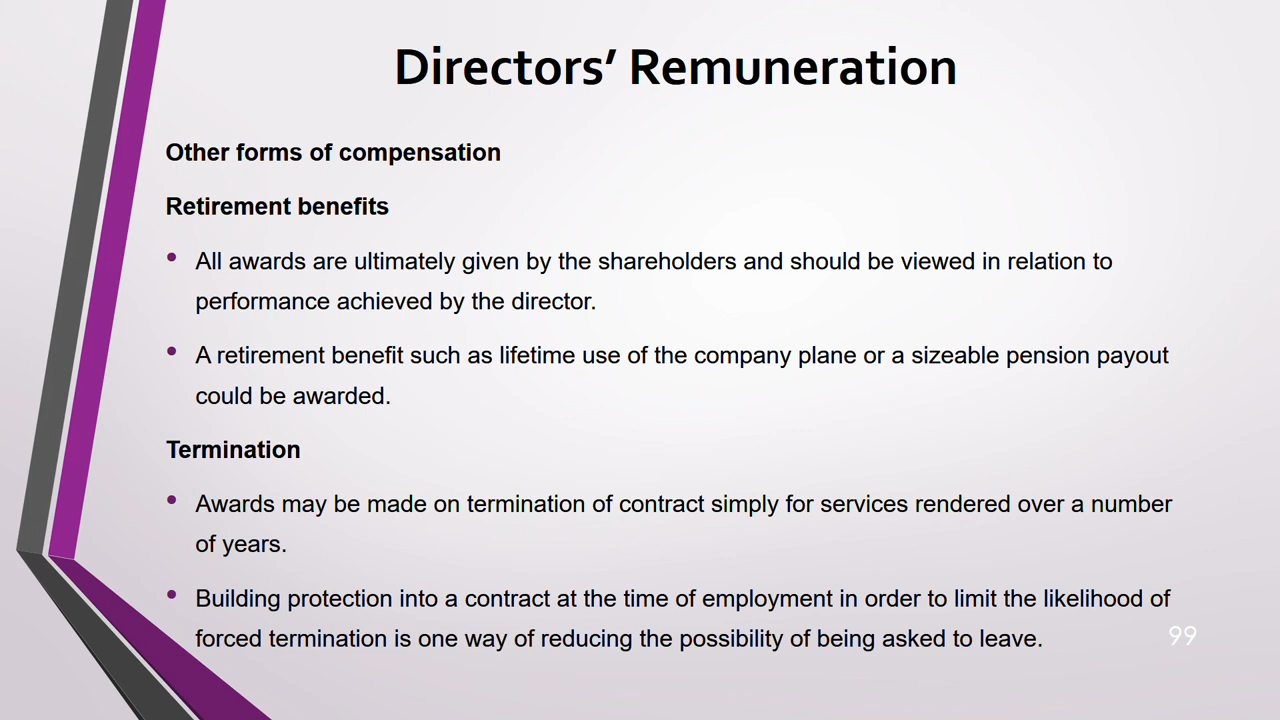 Directors’ Remuneration
Other forms of compensation
Retirement benefits
• All awards are ultimately given by the shareholders and should be viewed in relation to
performance achieved by the director.
• A retirement benefit such as lifetime use of the company plane or a sizeable pension payout
could be awarded.
Termination
• Awards may be made on termination of contract simply for services rendered over a number
of years.
• Building protection into a contract at the time of employment in order to limit the likelihood of
forced termination is one way of reducing the possibility of being asked to leave.
99